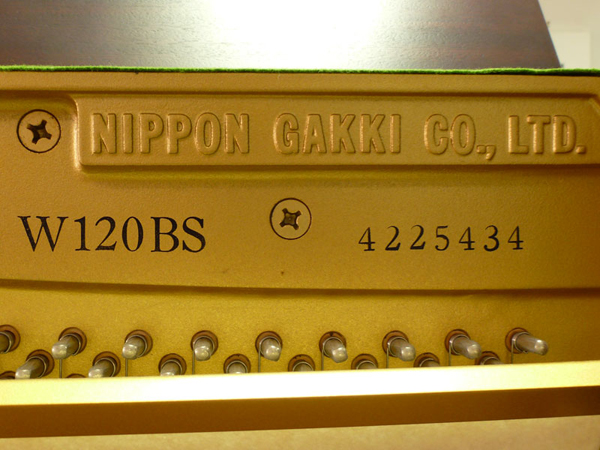 NIPPON GAKKI CO., LTD.
W120BS 4225434